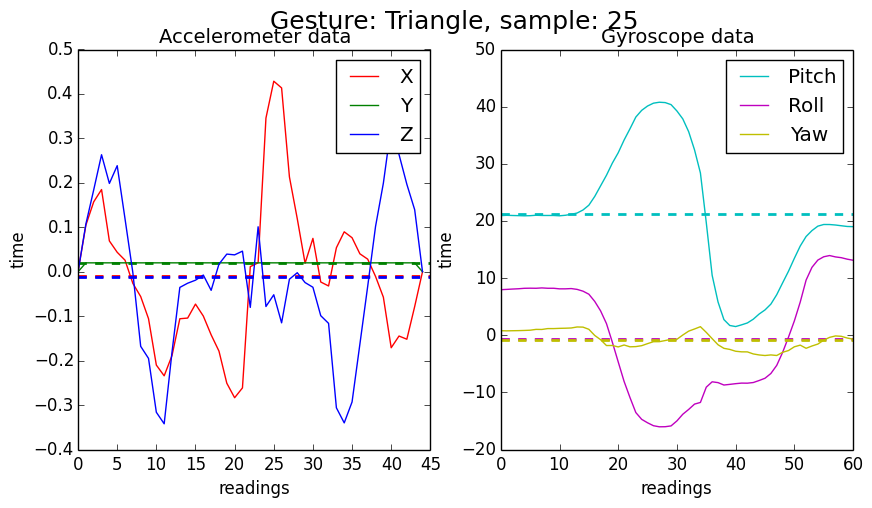 Gesture: Triangle, sample: 25
Accelerometer data
0.5
0.4
0.3
0.2
0.1
0.0
−0.1
−0.2
−0.3
−0.4
time
0 5 10 15 20 25 30 35 40 45
readings
X
Y
Z
Gyroscope data
50
40
30
20
10
0
−10
−20
time
0 10 20 30 40 50 60
readings
Pitch
Roll
Yaw